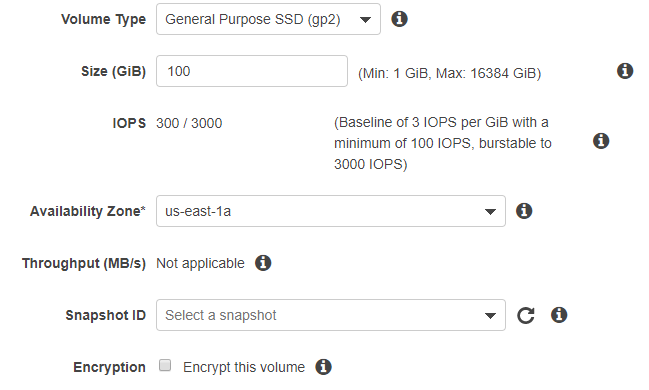 Volume Type General Purpose SSD (gp2)
Size (GiB) 100 (Min: 1 GiB, Max: 16384 GiB)
IOPS 300 / 3000 (Baseline of 3 IOPS per GiB with a
minimum of 100 IOPS, burstable to
3000 IOPS)
Availability Zone* us-east-1a
Throughput (MB/s) Not applicable
Snapshot ID Select a snapshot
Encryption Encrypt this volume